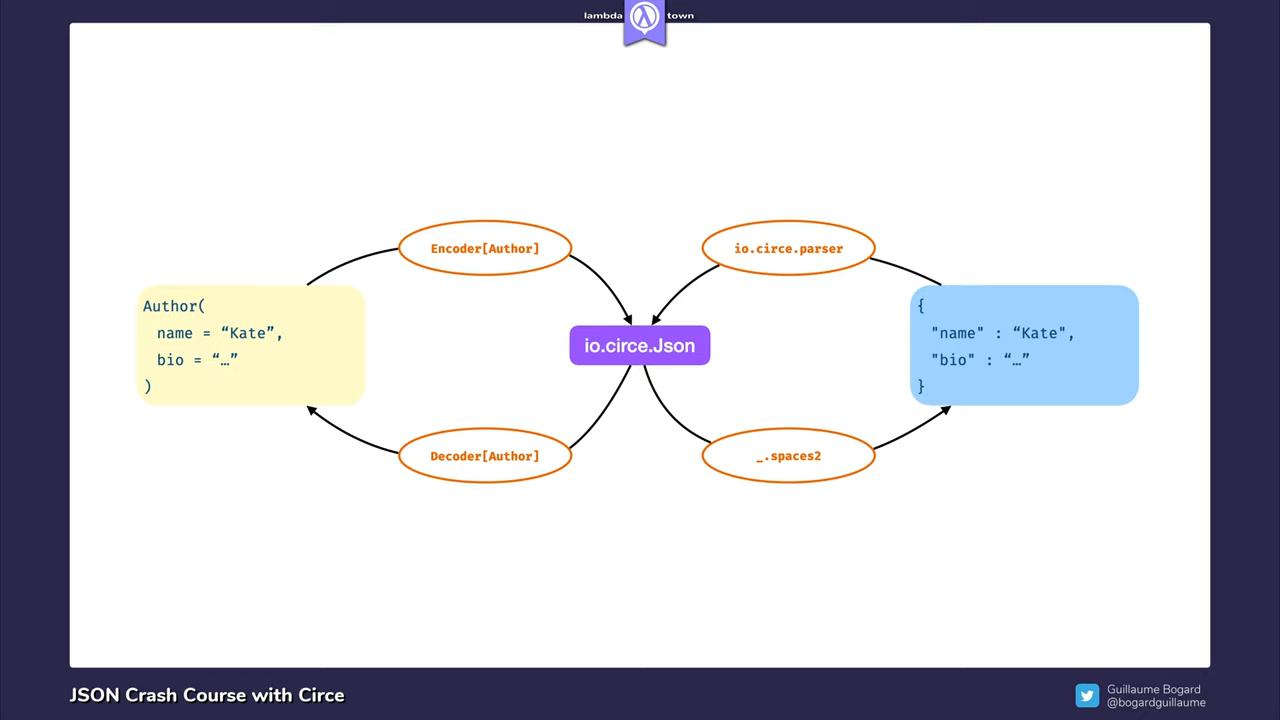 lambda town
Encoder[Author]
io.circe.parser
Author(
name = “Kate”,
bio = “…”
)
io.circe.Json
{
"name" : “Kate",
"bio" : “…”
}
Decoder[Author]
_.spaces2
JSON Crash Course with Circe
Guillaume Bogard
@bogardguillaume